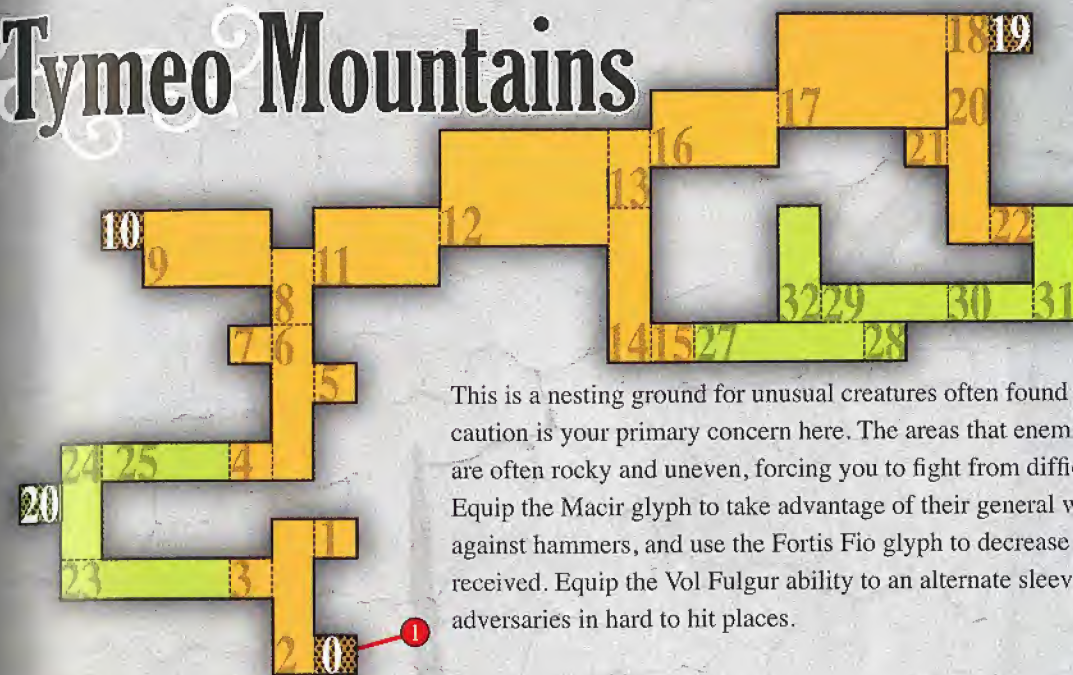 Tymeo Mountains
18 19
17 20
16 21
13
10 12 22
9 11
8 32 29 30 31
7 6 14 15 27 28
5
24 25 4
20
1
23 3
2 0 1
This is a nesting ground for unusual creatures often found
caution is your primary concern here. The areas that enem
are often rocky and uneven, forcing you to fight from diffi
Equip the Macir glyph to take advantage of their general w
against hammers, and use the Fortis Fio glyph to decrease
received. Equip the Vol Fulgur ability to an alternate sleev
adversaries in hard to hit places.